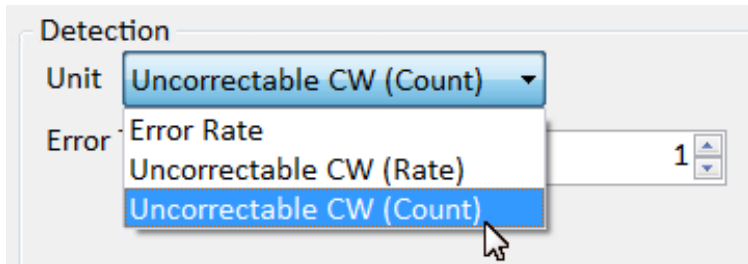 Detection
Unit Uncorrectable CW (Count)
Error Rate
Error 1
Uncorrectable CW (Rate)
Uncorrectable CW (Count)